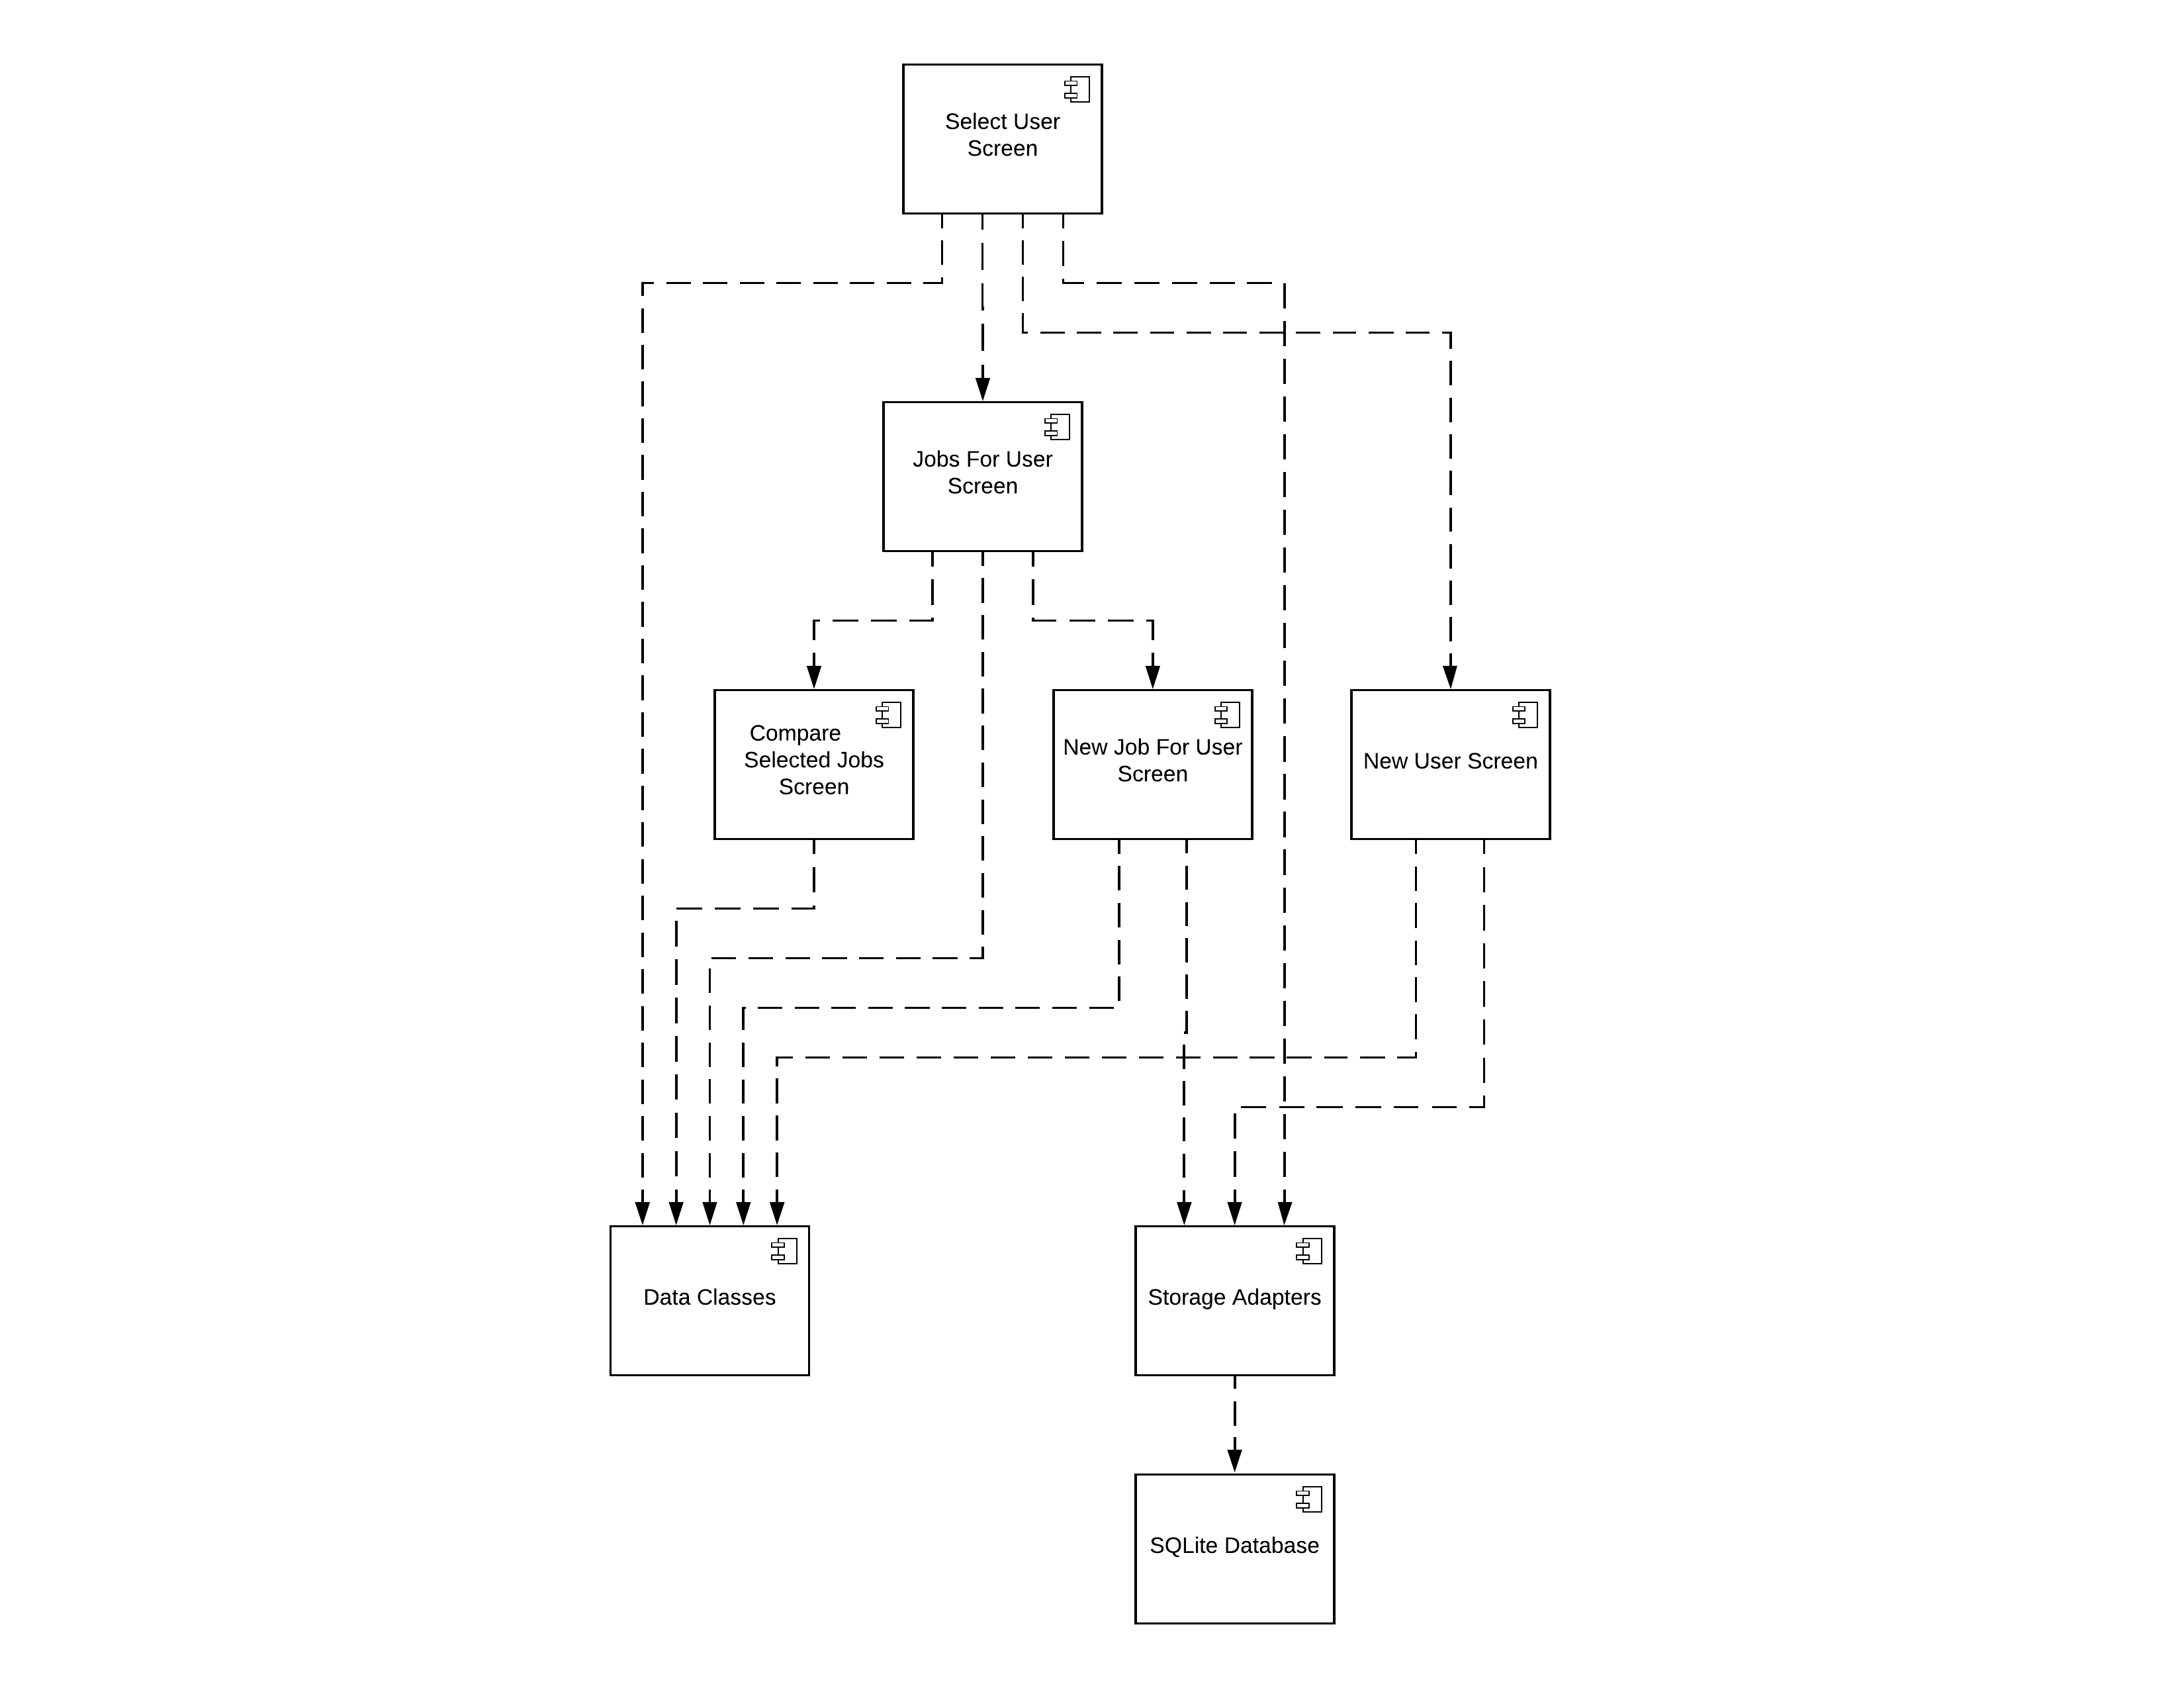 Select User
Screen
Jobs For User
Screen
Compare
Selected Jobs
Screen
New Job For User
Screen
New User Screen
Data Classes
Storage Adapters
SQLite Database